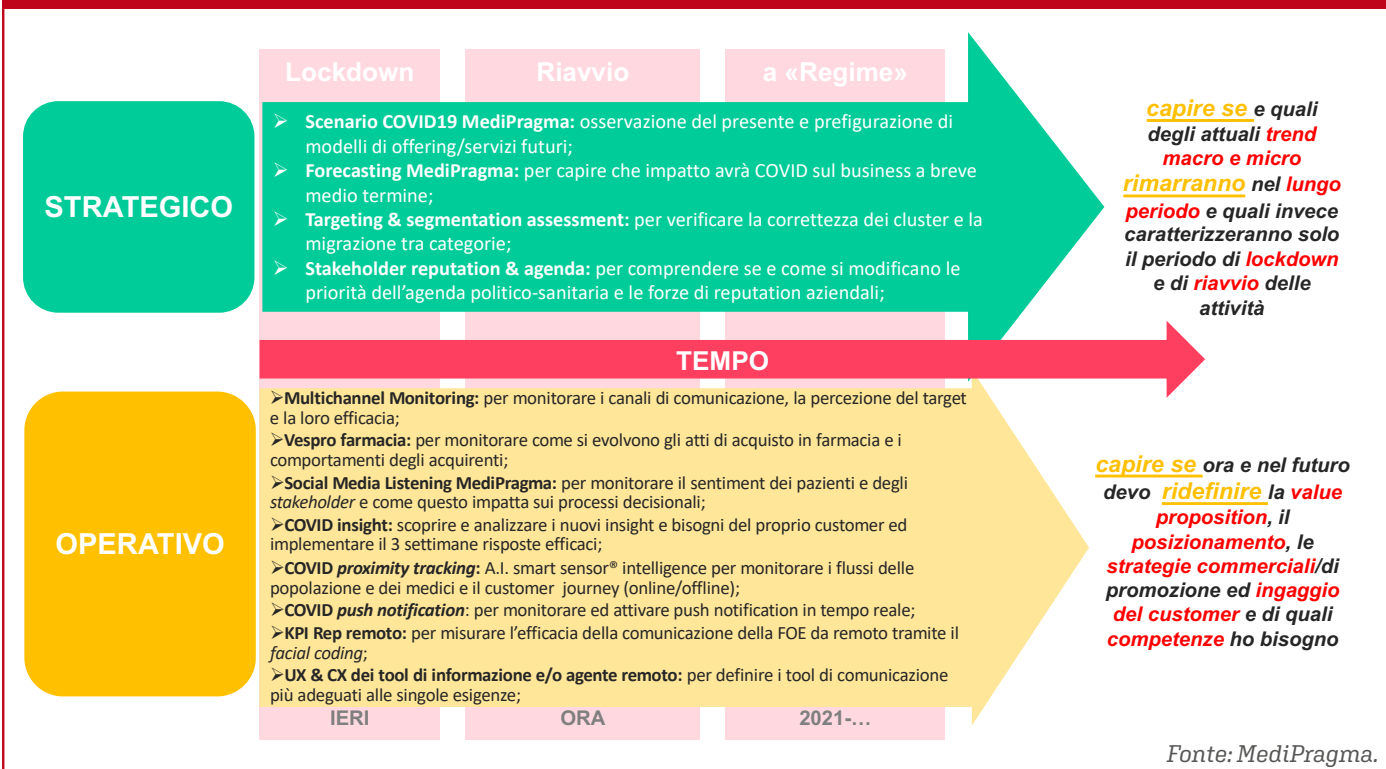 Lockdown Riavvio a «Regime»
STRATEGICO
➢ Scenario COVID19 MediPragma: osservazione del presente e prefigurazione di
modelli di offering/servizi futuri;
➢ Forecasting MediPragma: per capire che impatto avrà COVID sul business a breve
medio termine;
➢ Targeting & segmentation assessment: per verificare la correttezza dei cluster e la
migrazione tra categorie;
➢ Stakeholder reputation & agenda: per comprendere se e come si modificano le
priorità dell’agenda politico-sanitaria e le forze di reputation aziendali;
capire se e quali
degli attuali trend
macro e micro
rimarranno nel lungo
periodo e quali invece
caratterizzeranno solo
il periodo di lockdown
e di riavvio delle
attività
TEMPO
OPERATIVO
➢Multichannel Monitoring: per monitorare i canali di comunicazione, la percezione del target
e la loro efficacia;
➢Vespro farmacia: per monitorare come si evolvono gli atti di acquisto in farmacia e i
comportamenti degli acquirenti;
➢Social Media Listening MediPragma: per monitorare il sentiment dei pazienti e degli
stakeholder e come questo impatta sui processi decisionali;
➢COVID insight: scoprire e analizzare i nuovi insight e bisogni del proprio customer ed
implementare il 3 settimane risposte efficaci;
➢COVID proximity tracking: A.I. smart sensor® intelligence per monitorare i flussi delle
popolazione e dei medici e il customer journey (online/offline);
➢COVID push notification: per monitorare ed attivare push notification in tempo reale;
➢KPI Rep remoto: per misurare l’efficacia della comunicazione della FOE da remoto tramite il
facial coding;
➢UX & CX dei tool di informazione e/o agente remoto: per definire i tool di comunicazione
più adeguati alle singole esigenze;
capire se ora e nel futuro
devo ridefinire la value
proposition, il
posizionamento, le
strategie commerciali/di
promozione ed ingaggio
del customer e di quali
competenze ho bisogno
IERI ORA 2021-…
Fonte: MediPragma.